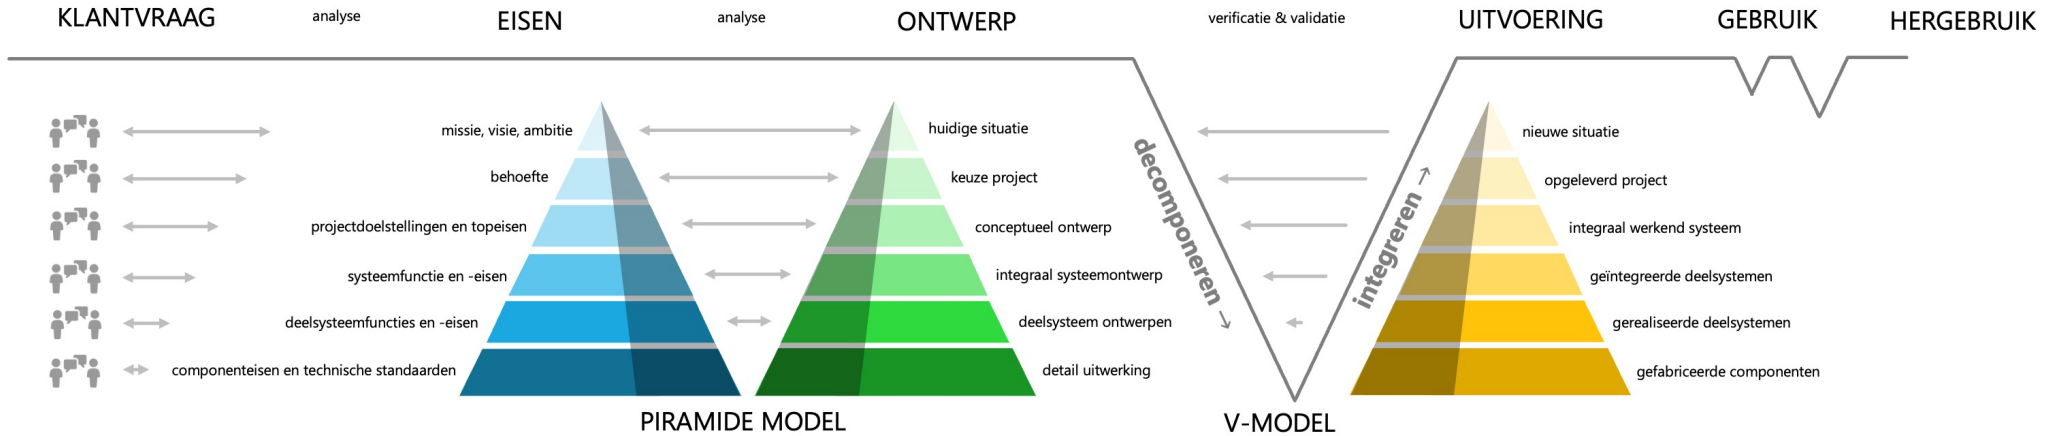 KLANTVRAAG
analyse
EISEN
analyse
ONTWERP
verificatie & validatie
UITVOERING
GEBRUIK
HERGEBRUIK
missie, visie, ambitie
behoefte
projectdoelstellingen en topeisen
systeemfunctie en -eisen
deelsysteemfuncties en -eisen
componenteisen en technische standaarden
huidige situatie
keuze project
conceptueel ontwerp
integraal systeemontwerp
deelsysteem ontwerpen
detail uitwerking
decomponeren →
integreren →
nieuwe situatie
opgeleverd project
integraal werkend systeem
geïntegreerde deelsystemen
gerealiseerde deelsystemen
gefabriceerde componenten
PIRAMIDE MODEL
V-MODEL